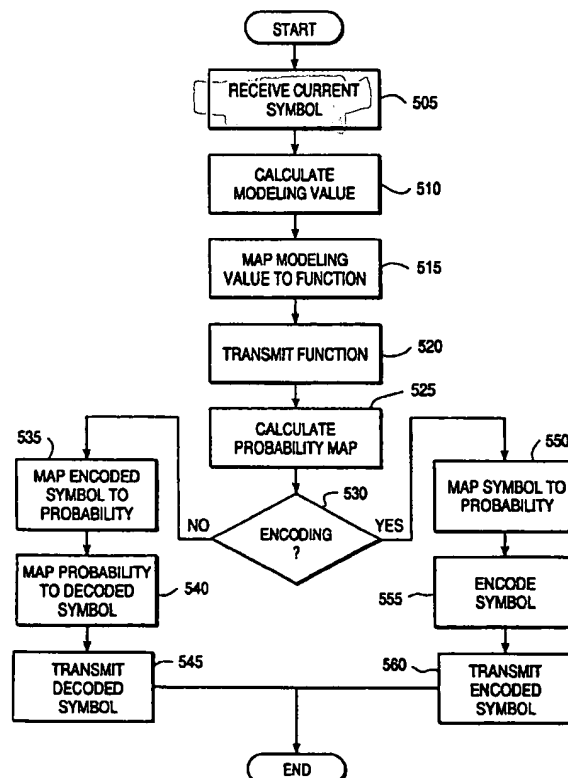 START
RECEIVE CURRENT
SYMBOL
505
CALCULATE
MODELING VALUE
510
MAP MODELING
VALUE TO FUNCTION
515
TRANSMIT FUNCTION
520
525
CALCULATE
PROBABILITY MAP
535
MAP ENCODED
SYMBOL TO
PROBABILITY
530
NO
ENCODING
?
YES
550
MAP SYMBOL TO
PROBABILITY
MAP PROBABILITY
TO DECODED
SYMBOL
540
555
ENCODE
SYMBOL
545
TRANSMIT
DECODED
SYMBOL
560
TRANSMIT
ENCODED
SYMBOL
END